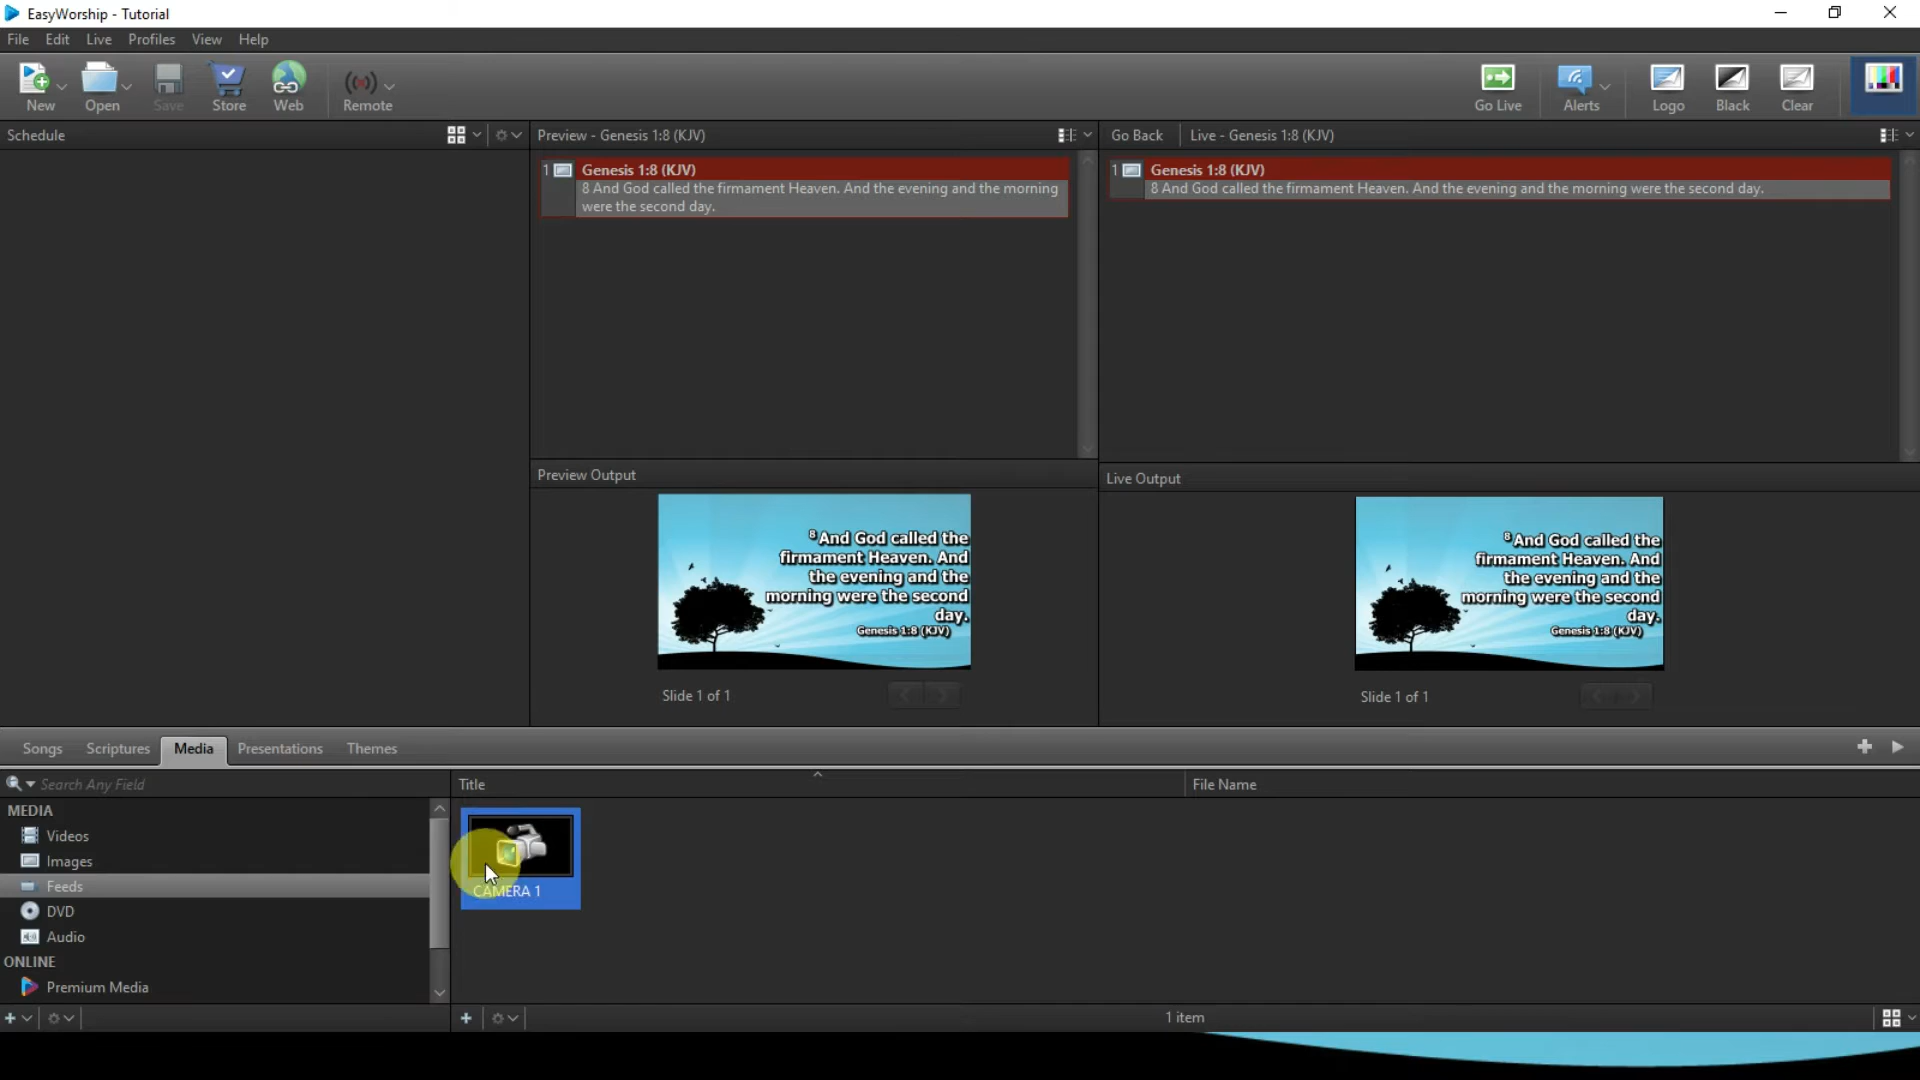 EasyWorship - Tutorial
File Edit Live Profiles View Help
New Open Save Store Web Remote Go Live Alerts Logo Black Clear
Schedule
Preview - Genesis 1:8 (KJV)
1 Genesis 1:8 (KJV)
8 And God called the firmament Heaven. And the evening and the morning
were the second day.
Go Back Live - Genesis 1:8 (KJV)
1 Genesis 1:8 (KJV)
8 And God called the firmament Heaven. And the evening and the morning were the second day.
Preview Output
8 And God called the
firmament Heaven. And
the evening and the
morning were the second
day.
Genesis 1:8 (KJV)
Slide 1 of 1
Live Output
8 And God called the
firmament Heaven. And
the evening and the
morning were the second
day.
Genesis 1:8 (KJV)
Slide 1 of 1
Songs Scriptures Media Presentations Themes
Search Any Field
MEDIA
Videos
Images
Feeds
DVD
Audio
ONLINE
Premium Media
Title File Name
CAMERA 1
1 item